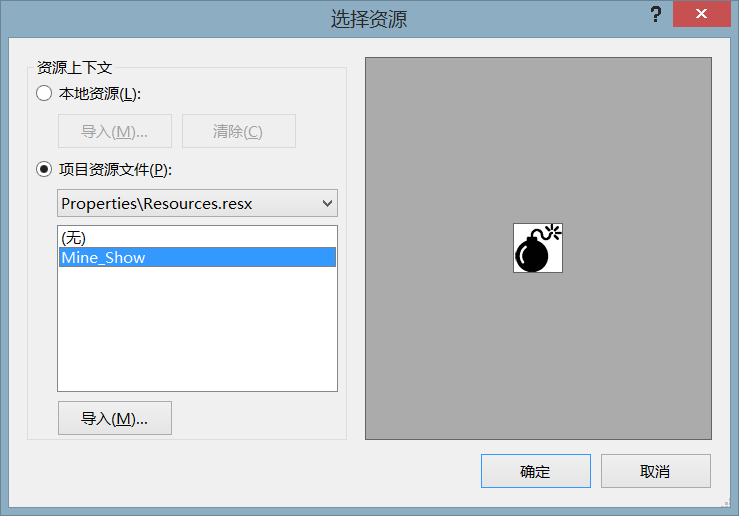 选择资源
?
资源上下文
本地资源(L):
导入(M)...
清除(C)
项目资源文件(P):
Properties\Resources.resx
(无)
Mine_Show
导入(M)...
确定
取消